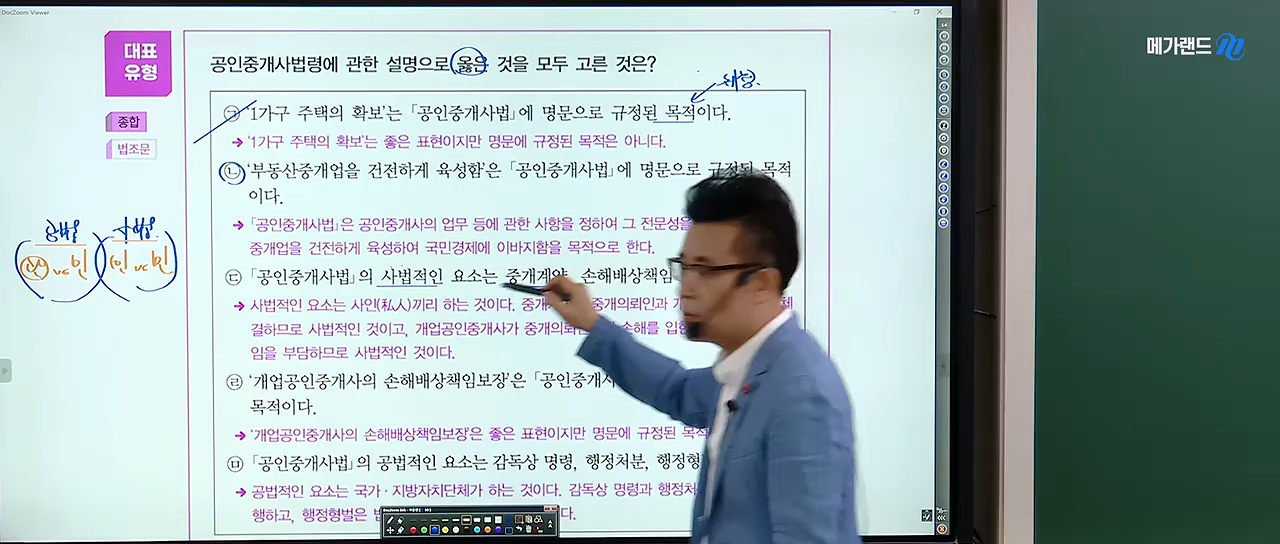 DocZoom Viewer
메가랜드
대표
유형
종합
법조문
공인중개사법령에 관한 설명으로 옳은 것을 모두 고른 것은?
㉠ '1가구 주택의 확보'는 「공인중개사법」에 명문으로 규정된 목적이다.
→ '1가구 주택의 확보'는 좋은 표현이지만 명문에 규정된 목적은 아니다.
㉡ '부동산중개업을 건전하게 육성함'은 「공인중개사법」에 명문으로 규정된 목적
이다.
→ 「공인중개사법」은 공인중개사의 업무 등에 관한 사항을 정하여 그 전문성을
중개업을 건전하게 육성하여 국민경제에 이바지함을 목적으로 한다.
㉢ 「공인중개사법」의 사법적인 요소는 중개계약, 손해배상책임
→ 사법적인 요소는 사인(私人)끼리 하는 것이다. 중개 중개의뢰인과 체
결하므로 사법적인 것이고, 개업공인중개사가 중개의뢰인 손해를 입
임을 부담하므로 사법적인 것이다.
㉣ '개업공인중개사의 손해배상책임보장'은 「공인중개사
목적이다.
→ '개업공인중개사의 손해배상책임보장'은 좋은 표현이지만 명문에 규정된 목적
㉤ 「공인중개사법」의 공법적인 요소는 감독상 명령, 행정처분, 행정형
→ 공법적인 요소는 국가·지방자치단체가 하는 것이다. 감독상 명령과 행정처
행하고, 행정형벌은 다.